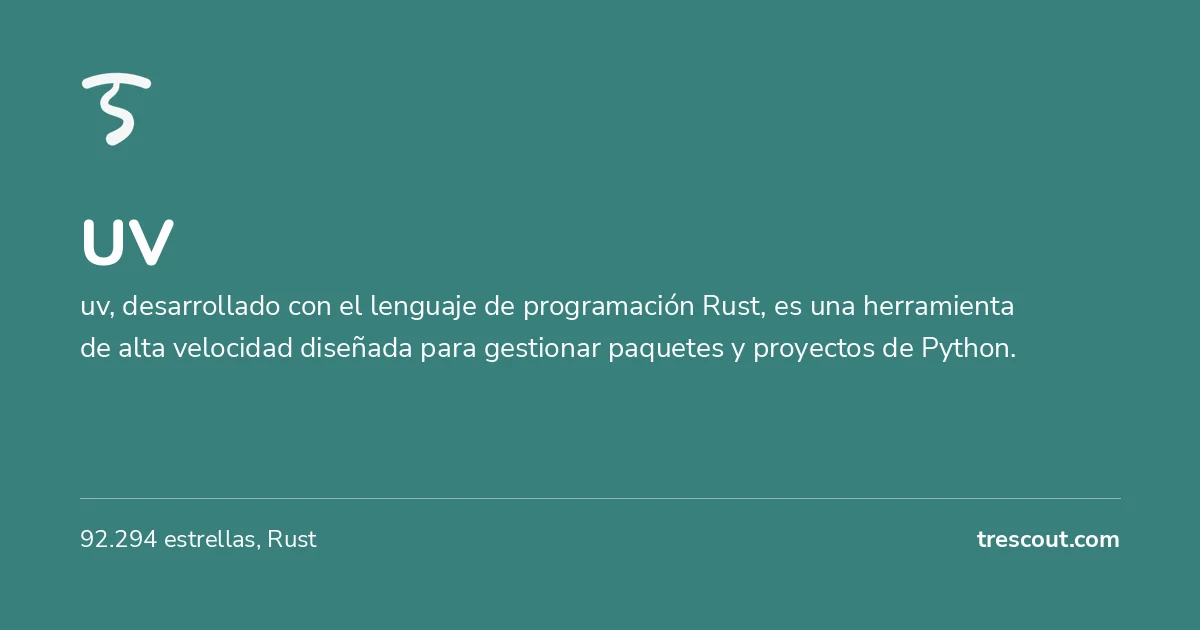 uv
uv, desarrollado con el lenguaje de programación Rust, es una herramienta
de alta velocidad diseñada para gestionar paquetes y proyectos de Python.
92.294 estrellas, Rust
trescout.com